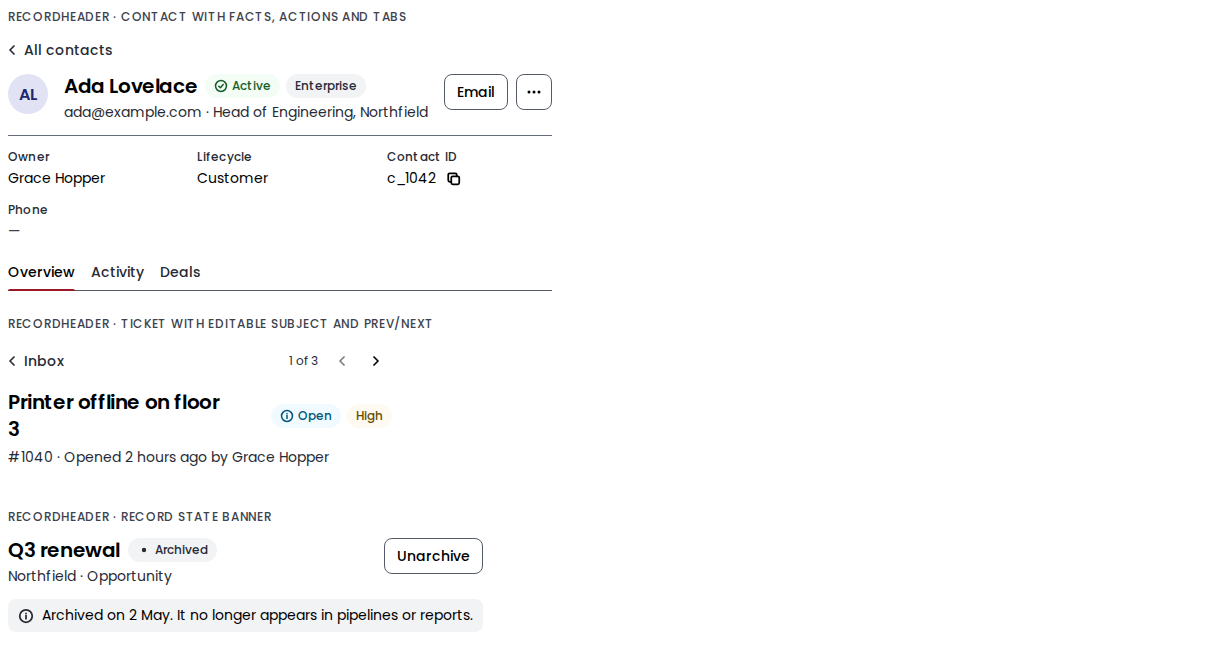 RECORDHEADER · CONTACT WITH FACTS, ACTIONS AND TABS
All contacts
AL
Ada Lovelace
Active
Enterprise
Email
ada@example.com · Head of Engineering, Northfield
Owner
Lifecycle
Contact ID
Grace Hopper
Customer
c_1042
Phone
—
Overview
Activity
Deals
RECORDHEADER · TICKET WITH EDITABLE SUBJECT AND PREV/NEXT
Inbox
1 of 3
Printer offline on floor
3
Open
High
#1040 · Opened 2 hours ago by Grace Hopper
RECORDHEADER · RECORD STATE BANNER
Q3 renewal
Archived
Unarchive
Northfield · Opportunity
Archived on 2 May. It no longer appears in pipelines or reports.